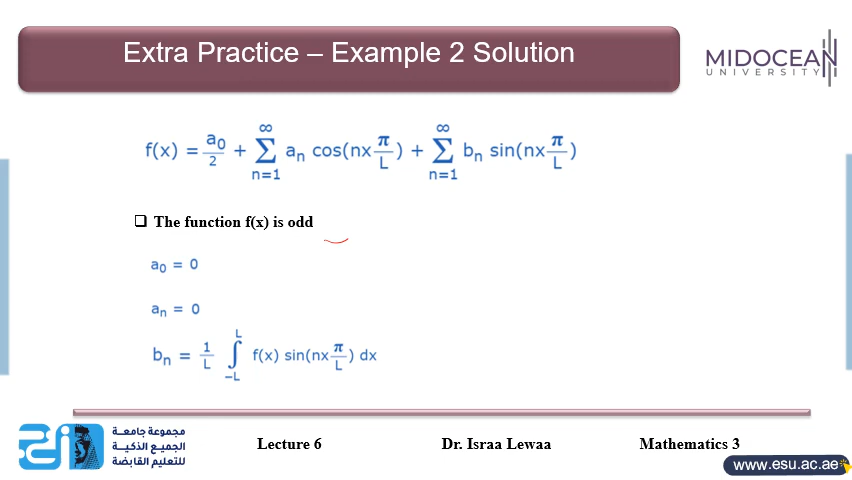 Extra Practice – Example 2 Solution
MIDOCEAN
UNIVERSITY
f(x) = a₀/2 + ∞∑n=1 aₙ cos(nx π/L) + ∞∑n=1 bₙ sin(nx π/L)
❑ The function f(x) is odd
a₀ = 0
aₙ = 0
bₙ = 1/L ∫_{-L}^{L} f(x) sin(nx π/L) dx
مجموعة جامعة
الجميع الذكية
للتعليم القابضة
Lecture 6
Dr. Israa Lewaa
Mathematics 3
www.esu.ac.ae